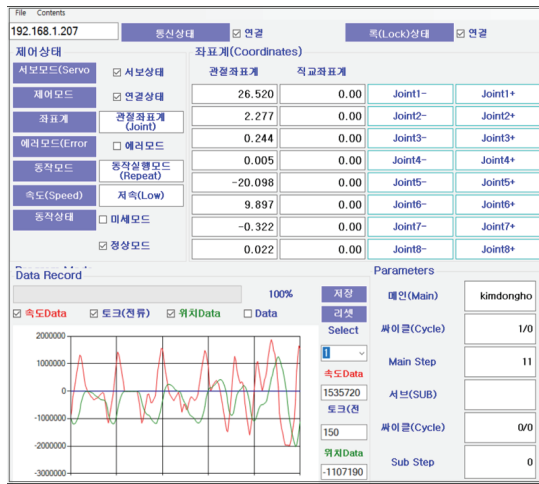 File Contents
192.168.1.207 통신상태 연결 록(Lock)상태 연결
제어상태 좌표계(Coordinates)
서보모드(Servo 서보상태 관절좌표계 직교좌표계
제어모드 연결상태 26.520 0.00 Joint1- Joint1+
좌표계 관절좌표계 2.277 0.00 Joint2- Joint2+
(Joint)
에러모드(Error 에러모드 0.244 0.00 Joint3- Joint3+
동작모드 동작실행모드 0.005 0.00 Joint4- Joint4+
(Repeat)
-20.098 0.00 Joint5- Joint5+
속도(Speed) 저속(Low) 9.897 0.00 Joint6- Joint6+
동작상태 미세모드 -0.322 0.00 Joint7- Joint7+
정상모드 0.022 0.00 Joint8- Joint8+
Data Record Parameters
100% 저장 메인(Main) kimdongho
속도Data 토크(전류) 위치Data Data 리셋
Select 싸이클(Cycle) 1/0
2000000
1 Main Step 11
1000000
속도Data
0 1535720 서브(SUB)
토크(전
-1000000 150 싸이클(Cycle) 0/0
-2000000 위치Data
-3000000 -1107190 Sub Step 0